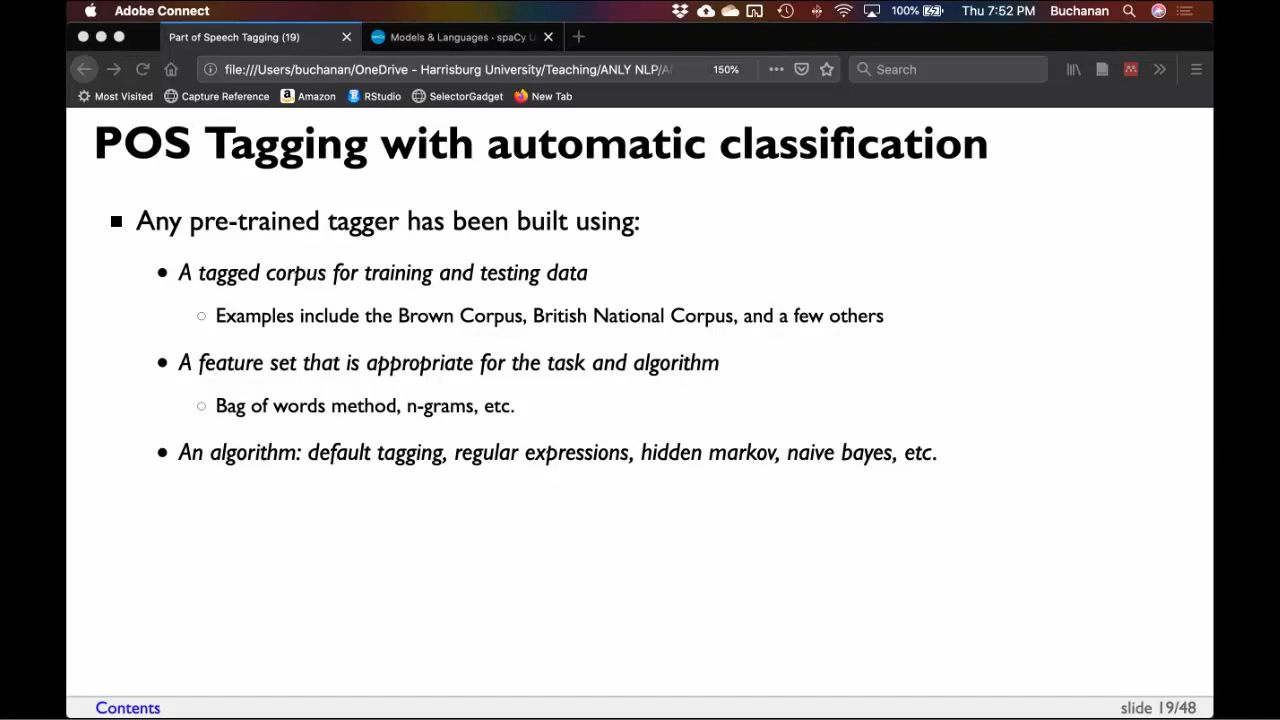 Adobe Connect
100%
Thu 7:52 PM
Buchanan
Part of Speech Tagging (19)
Models & Languages · spaCy U
file:///Users/buchanan/OneDrive - Harrisburg University/Teaching/ANLY NLP/A
150%
Search
Most Visited
Capture Reference
Amazon
RStudio
SelectorGadget
New Tab
POS Tagging with automatic classification
Any pre-trained tagger has been built using:
A tagged corpus for training and testing data
Examples include the Brown Corpus, British National Corpus, and a few others
A feature set that is appropriate for the task and algorithm
Bag of words method, n-grams, etc.
An algorithm: default tagging, regular expressions, hidden markov, naive bayes, etc.
Contents
slide 19/48